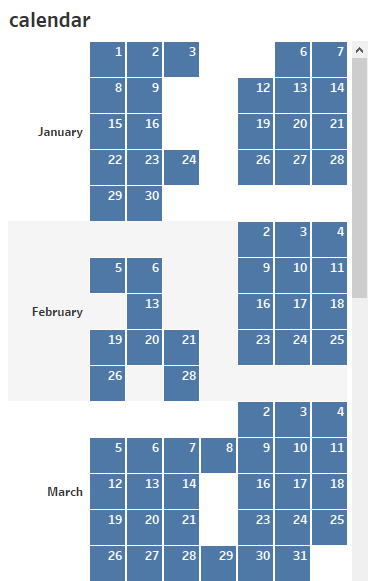 calendar
1 2 3 6 7
8 9 12 13 14
January
15 16 19 20 21
22 23 24 26 27 28
29 30
2 3 4
5 6 9 10 11
February
13 16 17 18
19 20 21 23 24 25
26 28
2 3 4
5 6 7 8 9 10 11
March
12 13 14 16 17 18
19 20 21 23 24 25
26 27 28 29 30 31